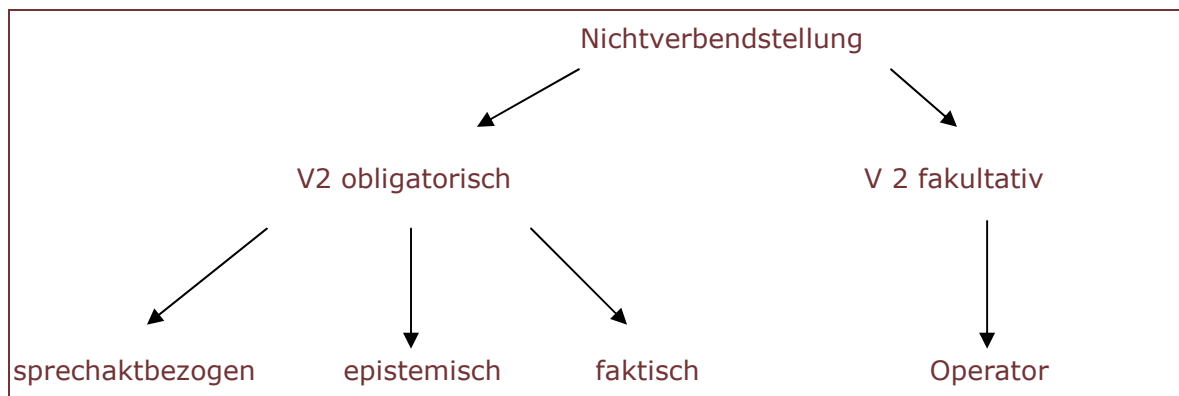 Nichtverbendstellung
V2 obligatorisch V 2 fakultativ
sprechaktbezogen epistemisch faktisch Operator